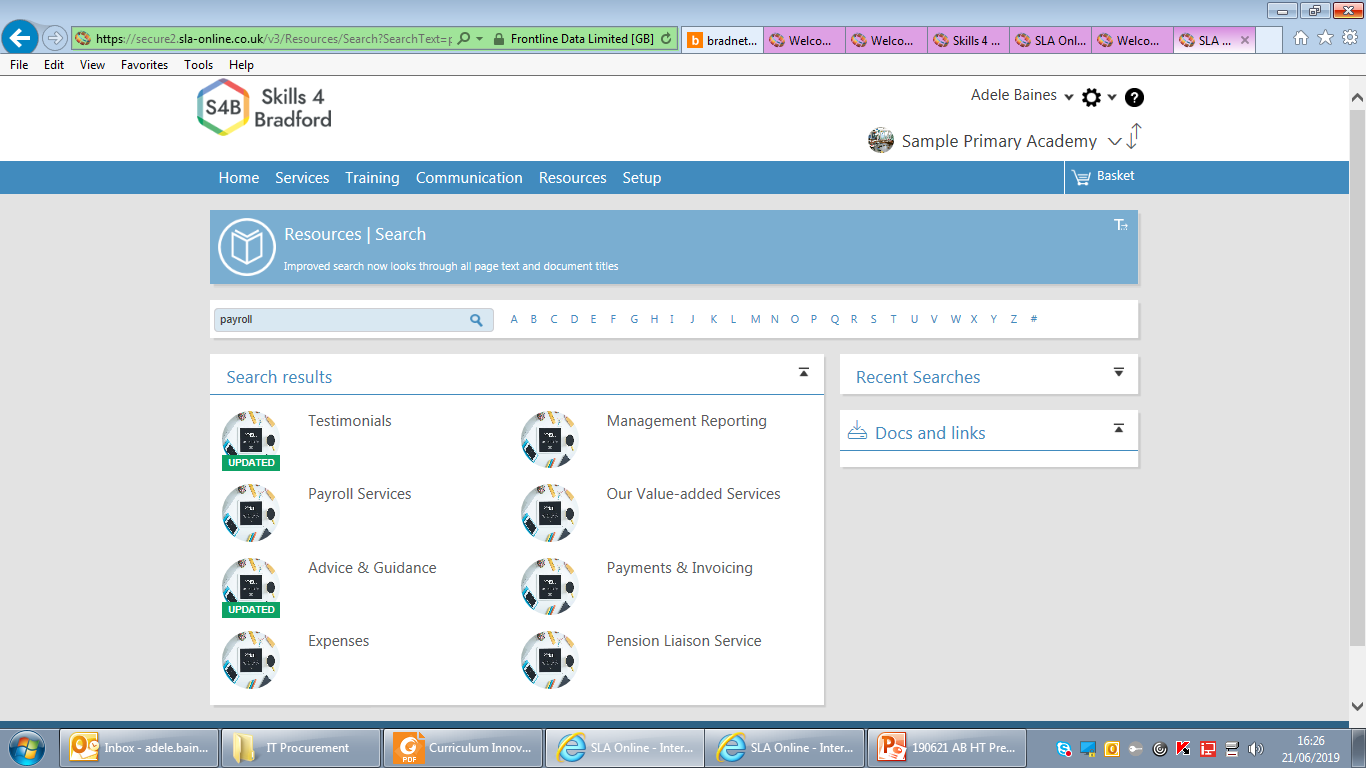 https://secure2.sla-online.co.uk/v3/Resources/Search?SearchText=p
Frontline Data Limited [GB]
bradnet...
Welco...
Welco...
Skills 4 ...
SLA Onl...
Welco...
SLA ...
File Edit View Favorites Tools Help
S4B
Skills 4
Bradford
Adele Baines
Sample Primary Academy
Home Services Training Communication Resources Setup
Basket
Resources | Search
Improved search now looks through all page text and document titles
payroll
A B C D E F G H I J K L M N O P Q R S T U V W X Y Z #
Search results
Testimonials
UPDATED
Management Reporting
Payroll Services
Our Value-added Services
Advice & Guidance
UPDATED
Payments & Invoicing
Expenses
Pension Liaison Service
Recent Searches
Docs and links
Inbox - adele.bain...
IT Procurement
PDF
Curriculum Innov...
SLA Online - Inter...
SLA Online - Inter...
190621 AB HT Pre...
16:26
21/06/2019